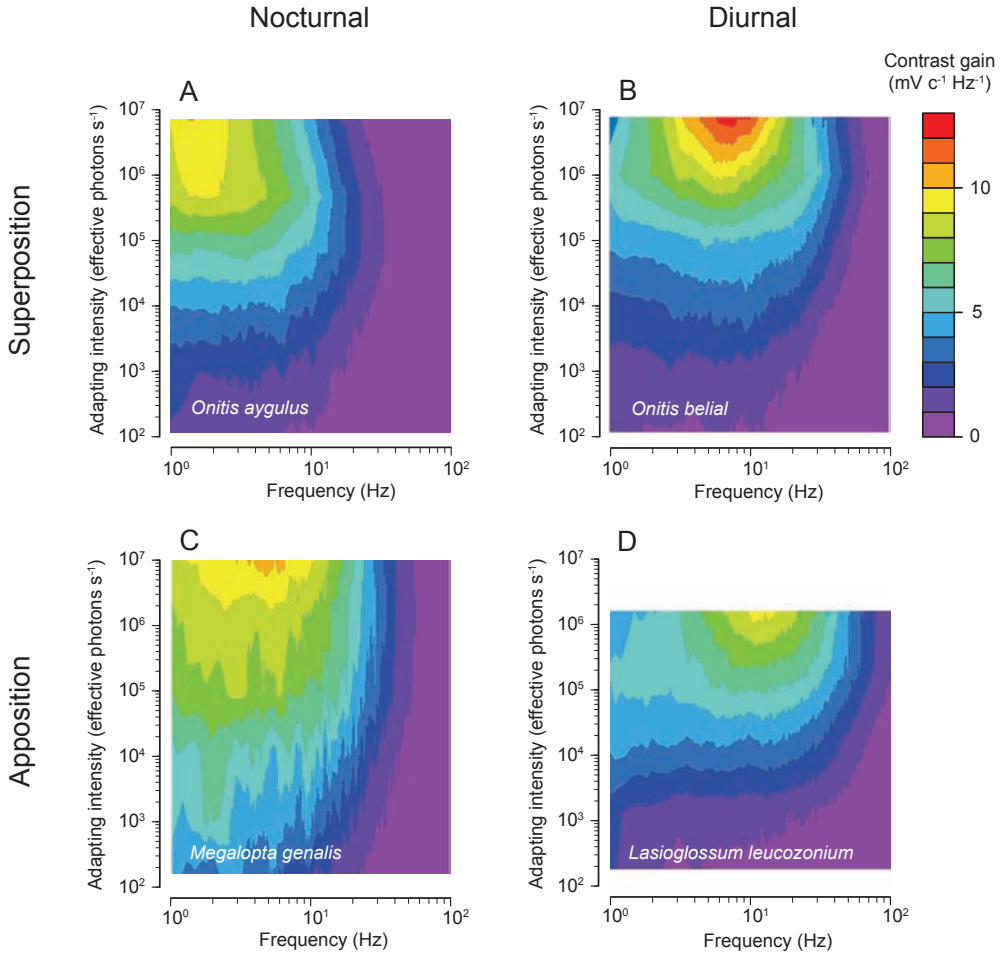 Nocturnal
Diurnal
Superposition
Apposition
Contrast gain
(mV c⁻¹ Hz⁻¹)
10
5
0
A
10⁷
10⁶
10⁵
10⁴
10³
10²
Adapting intensity (effective photons s⁻¹)
Onitis aygulus
10⁰
10¹
10²
Frequency (Hz)
B
10⁷
10⁶
10⁵
10⁴
10³
10²
Adapting intensity (effective photons s⁻¹)
Onitis belial
10⁰
10¹
10²
Frequency (Hz)
C
10⁷
10⁶
10⁵
10⁴
10³
10²
Adapting intensity (effective photons s⁻¹)
Megalopta genalis
10⁰
10¹
10²
Frequency (Hz)
D
10⁷
10⁶
10⁵
10⁴
10³
10²
Adapting intensity (effective photons s⁻¹)
Lasioglossum leucozonium
10⁰
10¹
10²
Frequency (Hz)